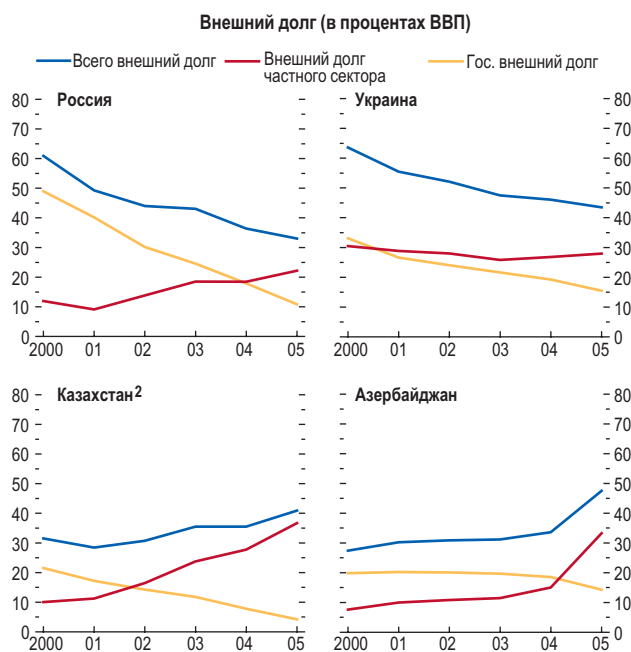 Внешний долг (в процентах ВВП)
Всего внешний долг
Внешний долг
частного сектора
Гос. внешний долг
80
70
60
50
40
30
20
10
0
Россия
2000 01 02 03 04 05
Украина
80
70
60
50
40
30
20
10
0
2000 01 02 03 04 05
80
70
60
50
40
30
20
10
0
Казахстан2
2000 01 02 03 04 05
Азербайджан
80
70
60
50
40
30
20
10
0
2000 01 02 03 04 05